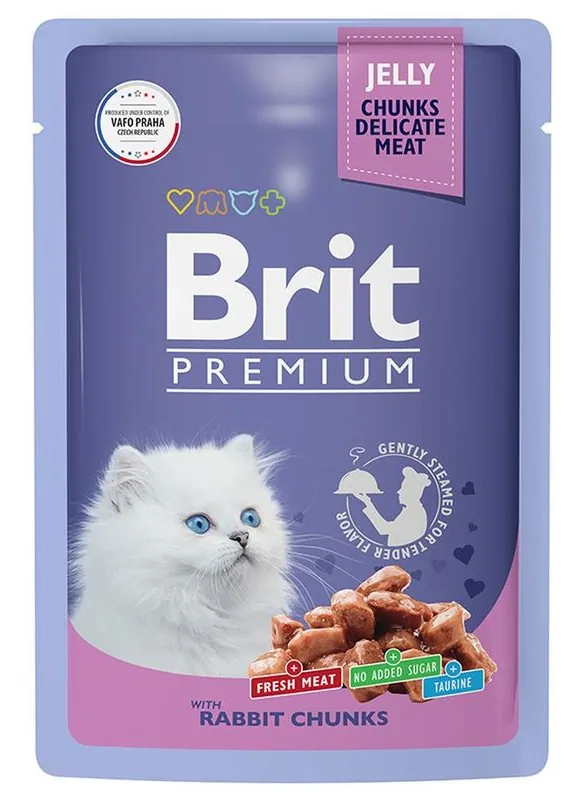 JELLY
CHUNKS
DELICATE
MEAT
PRODUCED UNDER CONTROL OF
VAFO PRAHA
CZECH REPUBLIC
Brit
PREMIUM
GENTLY STEAMED FOR TENDER FLAVOR
+ FRESH MEAT
+ NO ADDED SUGAR
+ TAURINE
WITH
RABBIT CHUNKS